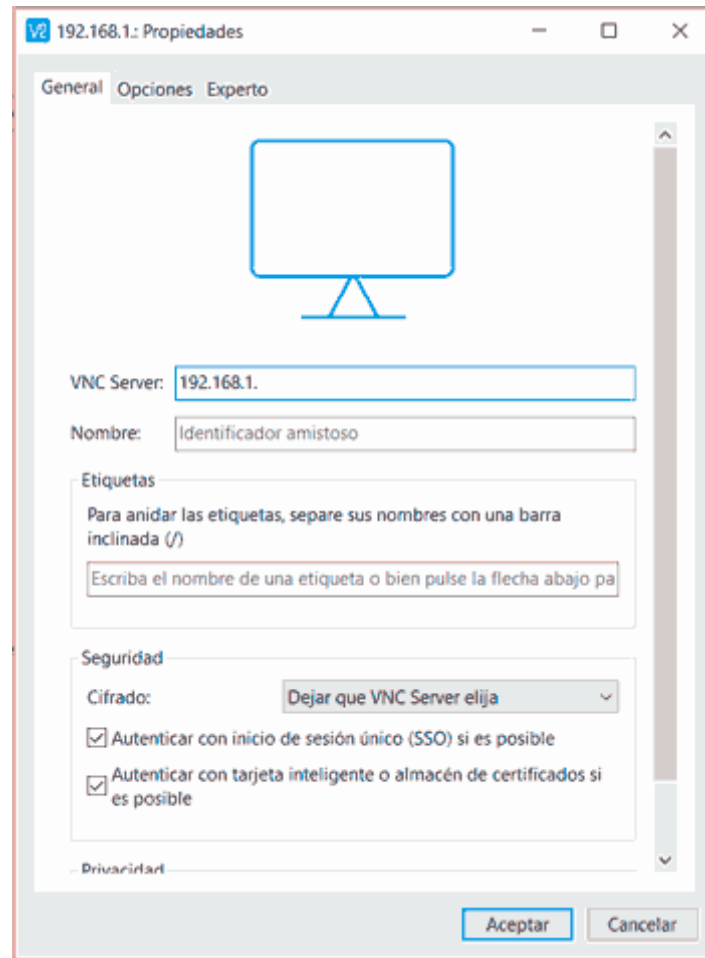 192.168.1.: Propiedades
General Opciones Experto
VNC Server: 192.168.1.
Nombre: Identificador amistoso
Etiquetas
Para anidar las etiquetas, separe sus nombres con una barra
inclinada (/)
Escriba el nombre de una etiqueta o bien pulse la flecha abajo pa
Seguridad
Cifrado: Dejar que VNC Server elija
Autenticar con inicio de sesión único (SSO) si es posible
Autenticar con tarjeta inteligente o almacén de certificados si
es posible
Privacidad
Aceptar Cancelar